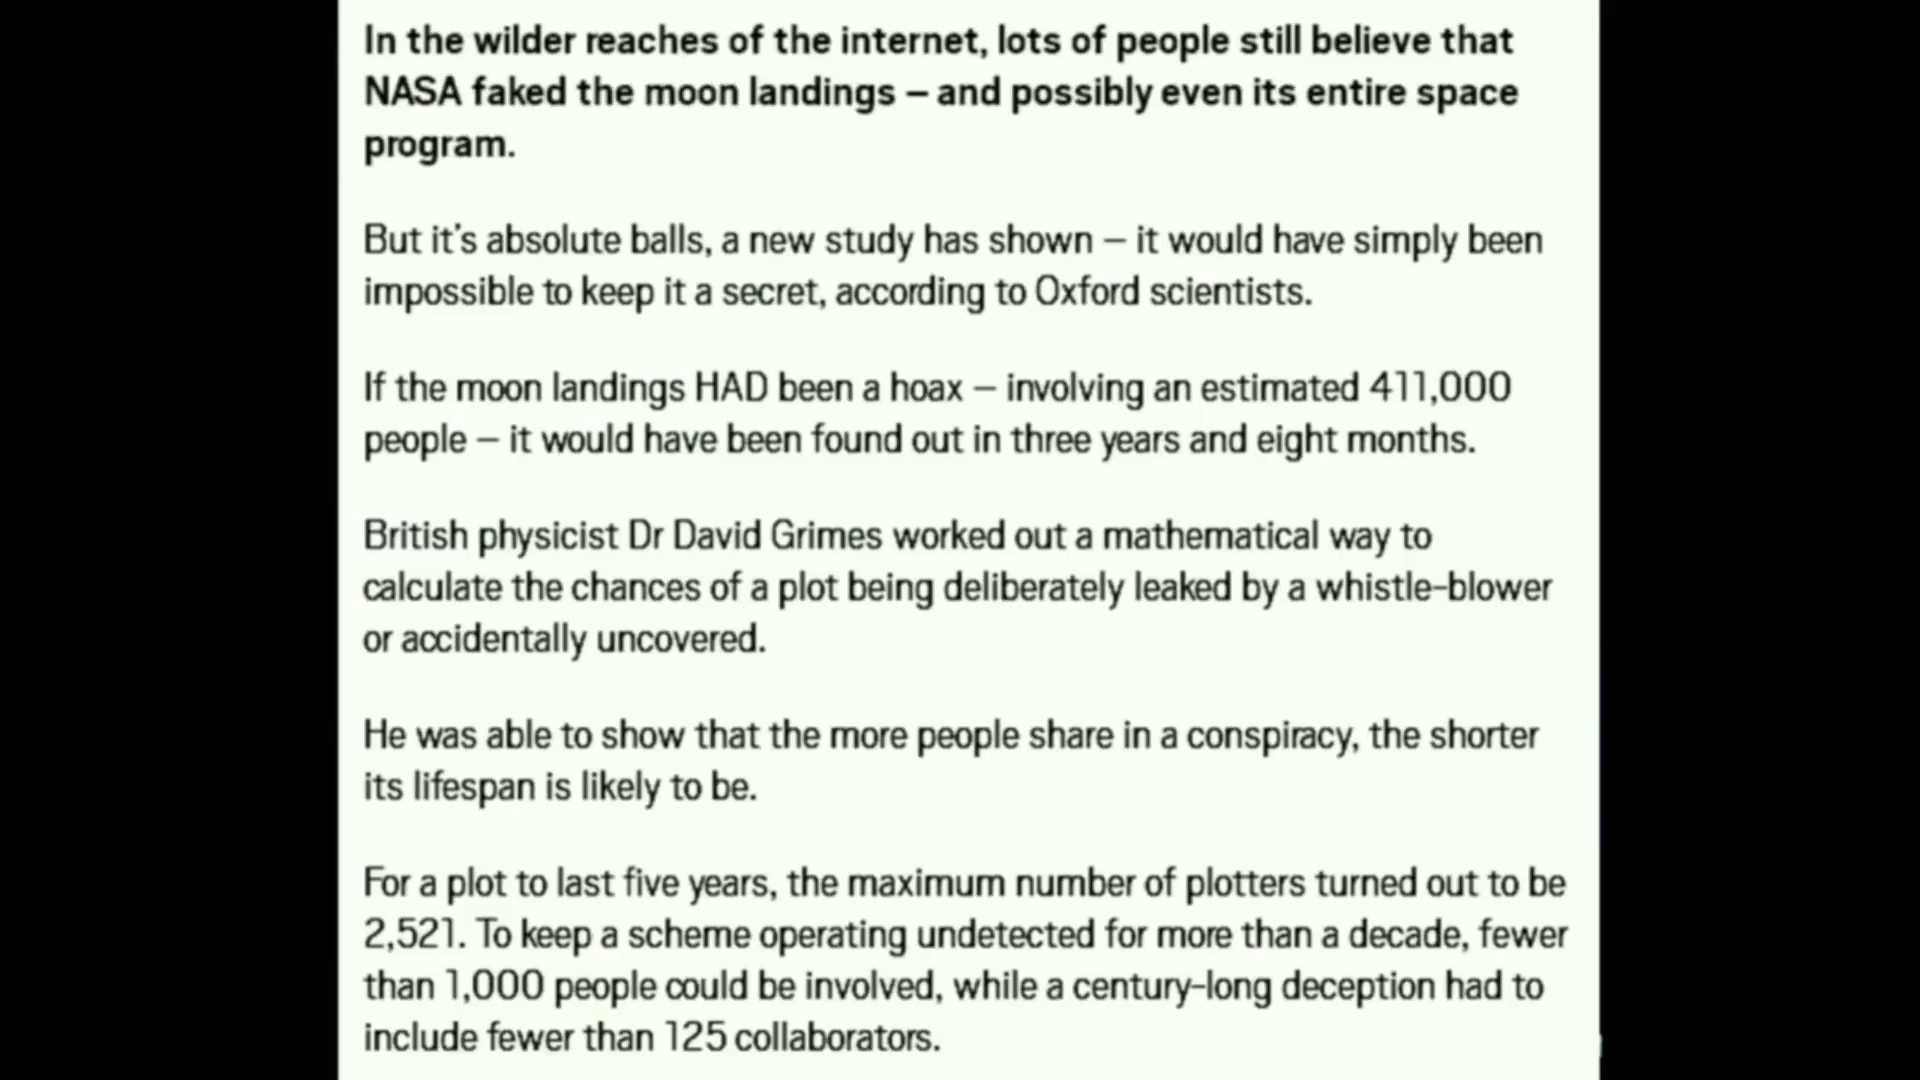 In the wilder reaches of the internet, lots of people still believe that
NASA faked the moon landings – and possibly even its entire space
program.
But it's absolute balls, a new study has shown – it would have simply been
impossible to keep it a secret, according to Oxford scientists.
If the moon landings HAD been a hoax – involving an estimated 411,000
people – it would have been found out in three years and eight months.
British physicist Dr David Grimes worked out a mathematical way to
calculate the chances of a plot being deliberately leaked by a whistle-blower
or accidentally uncovered.
He was able to show that the more people share in a conspiracy, the shorter
its lifespan is likely to be.
For a plot to last five years, the maximum number of plotters turned out to be
2,521. To keep a scheme operating undetected for more than a decade, fewer
than 1,000 people could be involved, while a century-long deception had to
include fewer than 125 collaborators.